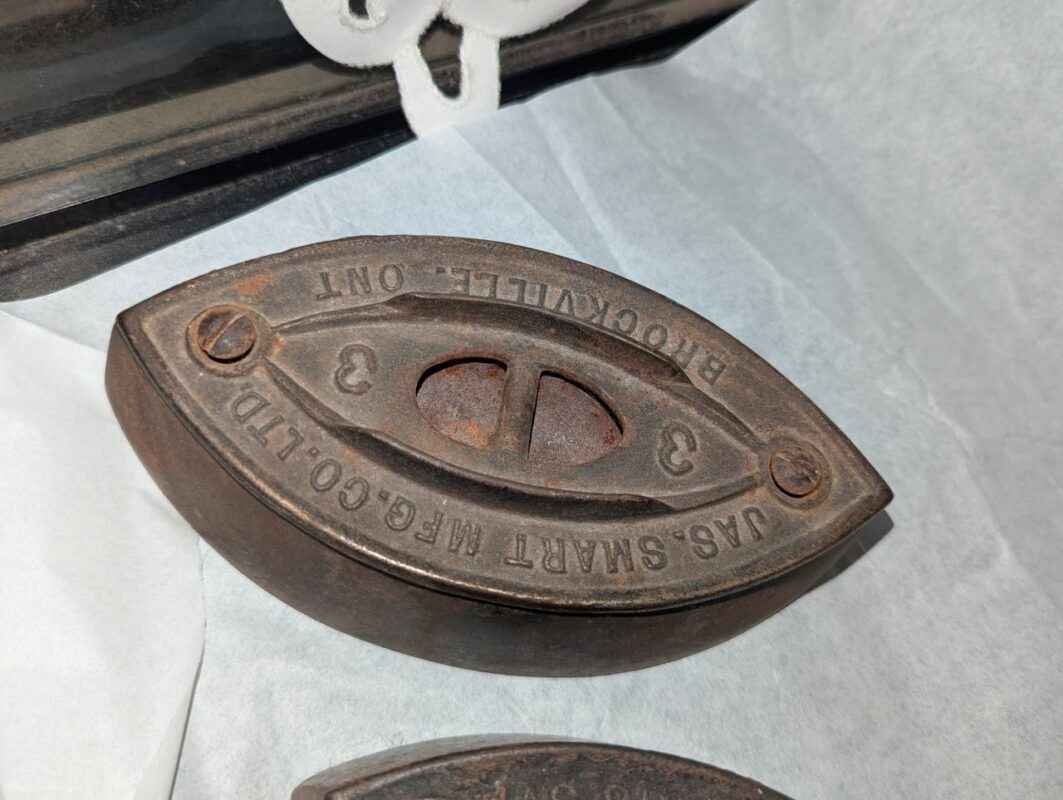 JAS. SMART MFG. CO. LTD.
3 3
BROCKVILLE. ONT